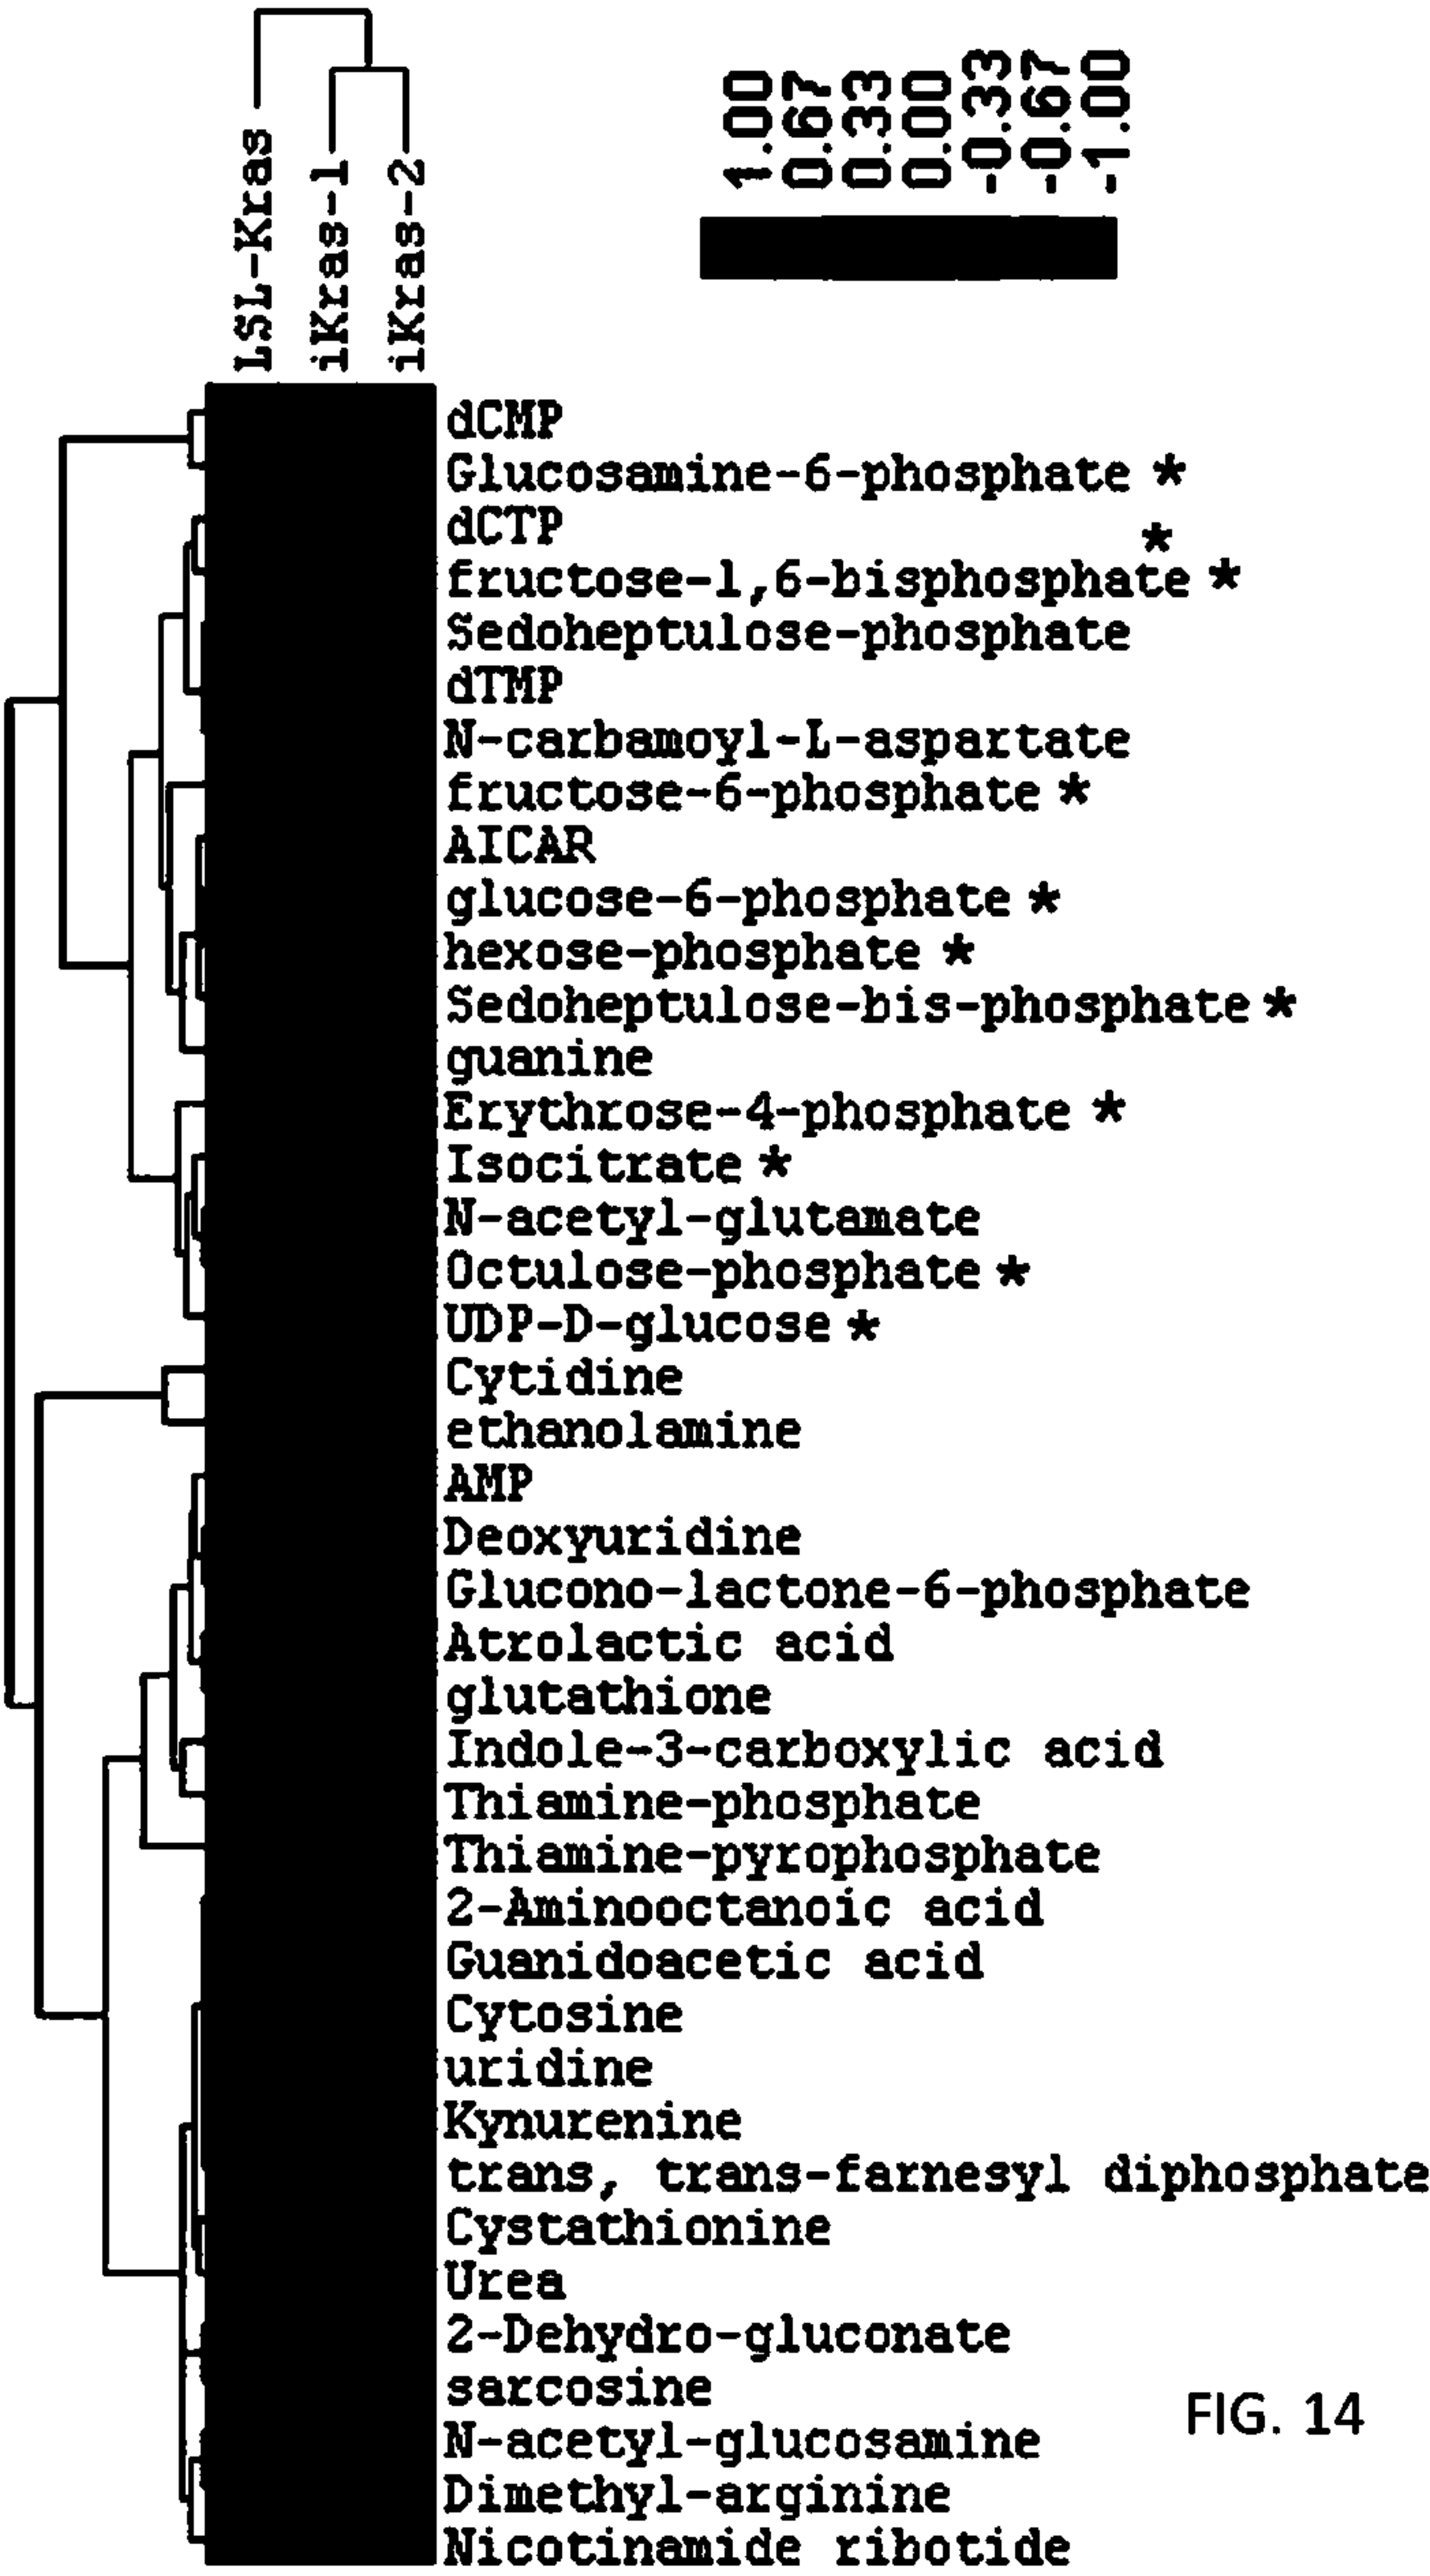 LSL-Kras
iKras-1
iKras-2
1.00
0.67
0.33
0.00
-0.33
-0.67
-1.00
dCMP
Glucosamine-6-phosphate *
dCTP
*
fructose-1,6-bisphosphate *
Sedoheptulose-phosphate
dTMP
N-carbamoyl-L-aspartate
fructose-6-phosphate *
AICAR
glucose-6-phosphate *
hexose-phosphate *
Sedoheptulose-bis-phosphate *
guanine
Erythrose-4-phosphate *
Isocitrate *
N-acetyl-glutamate
Octulose-phosphate *
UDP-D-glucose *
Cytidine
ethanolamine
AMP
Deoxyuridine
Glucono-lactone-6-phosphate
Atrolactic acid
glutathione
Indole-3-carboxylic acid
Thiamine-phosphate
Thiamine-pyrophosphate
2-Aminooctanoic acid
Guanidoacetic acid
Cytosine
uridine
Kynurenine
trans, trans-farnesyl diphosphate
Cystathionine
Urea
2-Dehydro-gluconate
sarcosine
N-acetyl-glucosamine
Dimethyl-arginine
Nicotinamide ribotide
FIG. 14